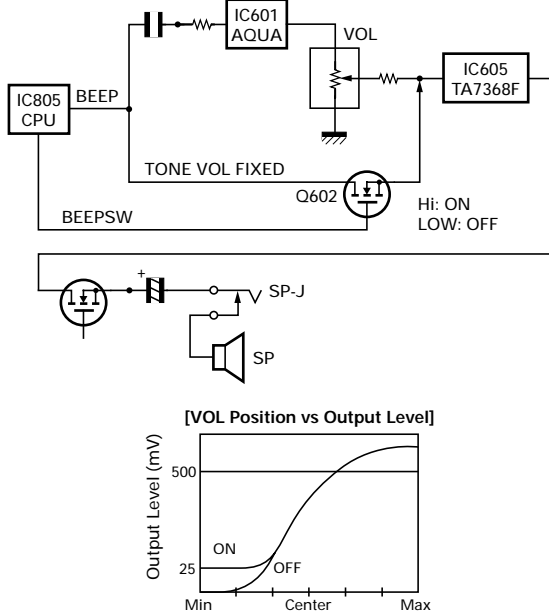 IC601
AQUA
VOL
IC605
TA7368F
IC805
CPU
BEEP
TONE VOL FIXED
Q602
Hi: ON
LOW: OFF
BEEPSW
+
SP-J
SP
[VOL Position vs Output Level]
Output Level (mV)
500
ON
25
OFF
Min
Center
Max